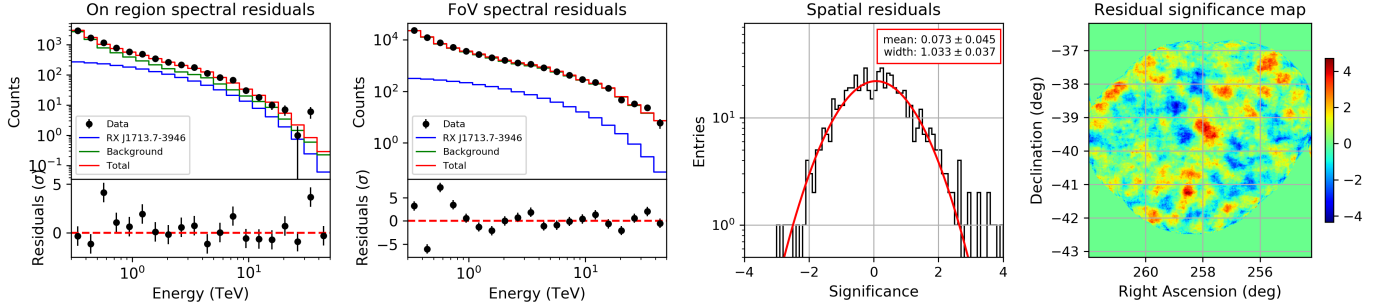 On region spectral residuals
Counts
10³
10²
10¹
10⁰
10⁻¹
Data
RX J1713.7-3946
Background
Total
Residuals (σ)
5
0
10⁰
10¹
Energy (TeV)
FoV spectral residuals
Counts
10⁴
10²
10⁰
Data
RX J1713.7-3946
Background
Total
Residuals (σ)
5
0
−5
10⁰
10¹
Energy (TeV)
Spatial residuals
mean: 0.073 ± 0.045
width: 1.033 ± 0.037
Entries
10¹
10⁰
−4
−2
0
2
4
Significance
Residual significance map
Declination (deg)
−37
−38
−39
−40
−41
−42
−43
260
258
256
Right Ascension (deg)
4
2
0
−2
−4